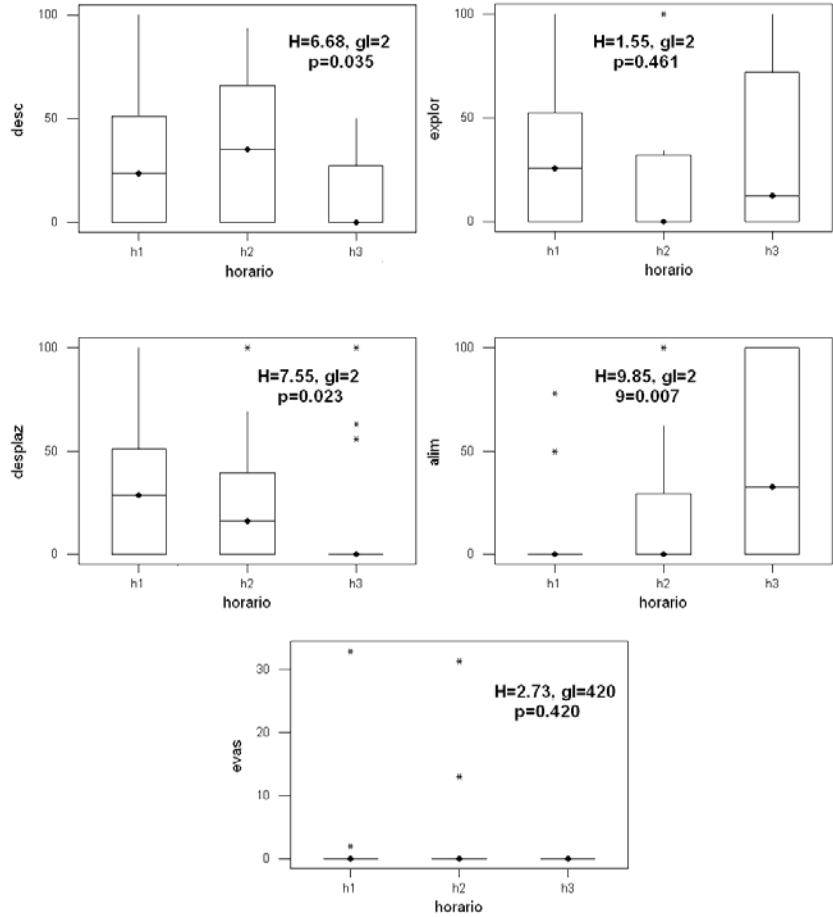 100
50
0
desc
H=6.68, gl=2
p=0.035
h1 h2 h3
horario
100
50
0
explor
H=1.55, gl=2
p=0.461
h1 h2 h3
horario
100
50
0
desplaz
H=7.55, gl=2
p=0.023
h1 h2 h3
horario
100
50
0
alim
H=9.85, gl=2
9=0.007
h1 h2 h3
horario
30
20
10
0
evas
H=2.73, gl=420
p=0.420
h1 h2 h3
horario